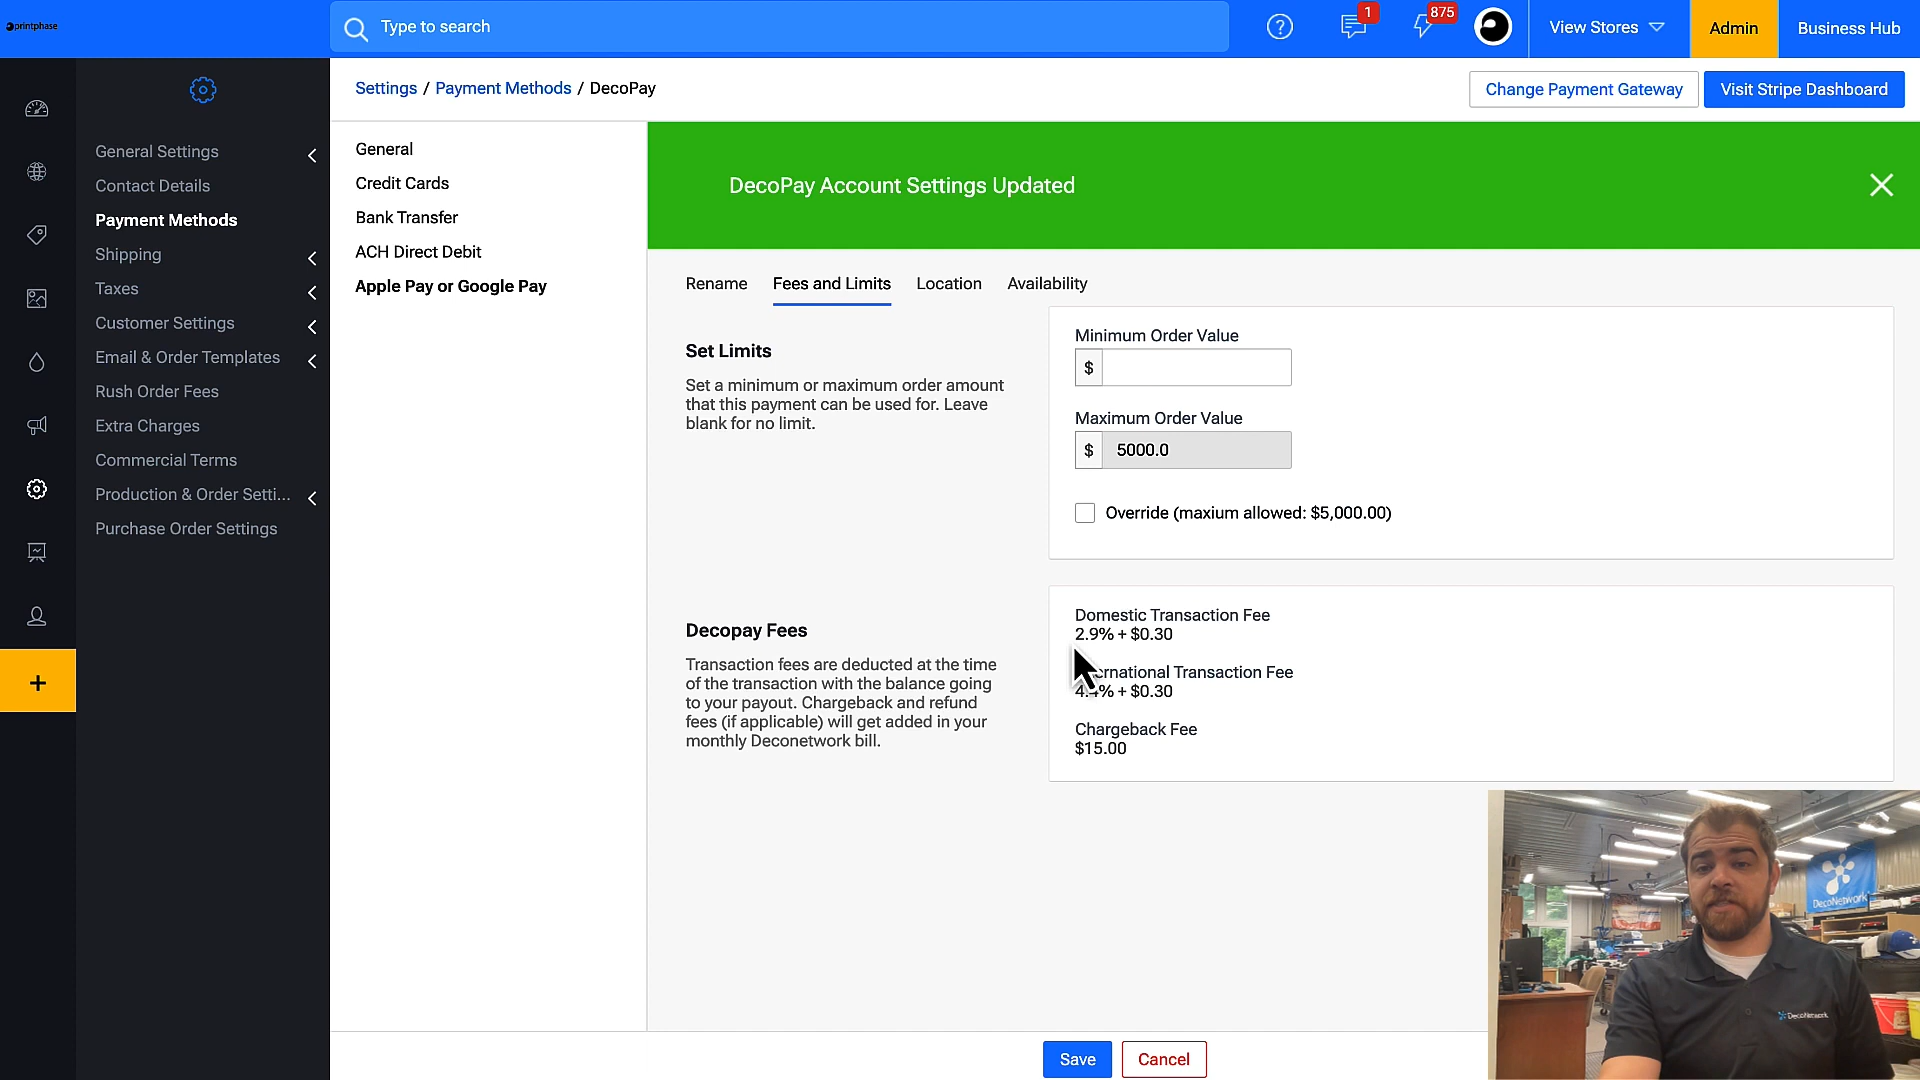 printphase
Type to search
1
875
View Stores
Admin
Business Hub
Settings / Payment Methods / DecoPay
Change Payment Gateway
Visit Stripe Dashboard
General Settings
Contact Details
Payment Methods
Shipping
Taxes
Customer Settings
Email & Order Templates
Rush Order Fees
Extra Charges
Commercial Terms
Production & Order Setti...
Purchase Order Settings
General
Credit Cards
Bank Transfer
ACH Direct Debit
Apple Pay or Google Pay
DecoPay Account Settings Updated
Rename
Fees and Limits
Location
Availability
Set Limits
Set a minimum or maximum order amount
that this payment can be used for. Leave
blank for no limit.
Minimum Order Value
$
Maximum Order Value
$ 5000.0
Override (maxium allowed: $5,000.00)
Decopay Fees
Transaction fees are deducted at the time
of the transaction with the balance going
to your payout. Chargeback and refund
fees (if applicable) will get added in your
monthly Deconetwork bill.
Domestic Transaction Fee
2.9% + $0.30
ernational Transaction Fee
4.4% + $0.30
Chargeback Fee
$15.00
Save
Cancel
DecoNetwork
DecoNetwork